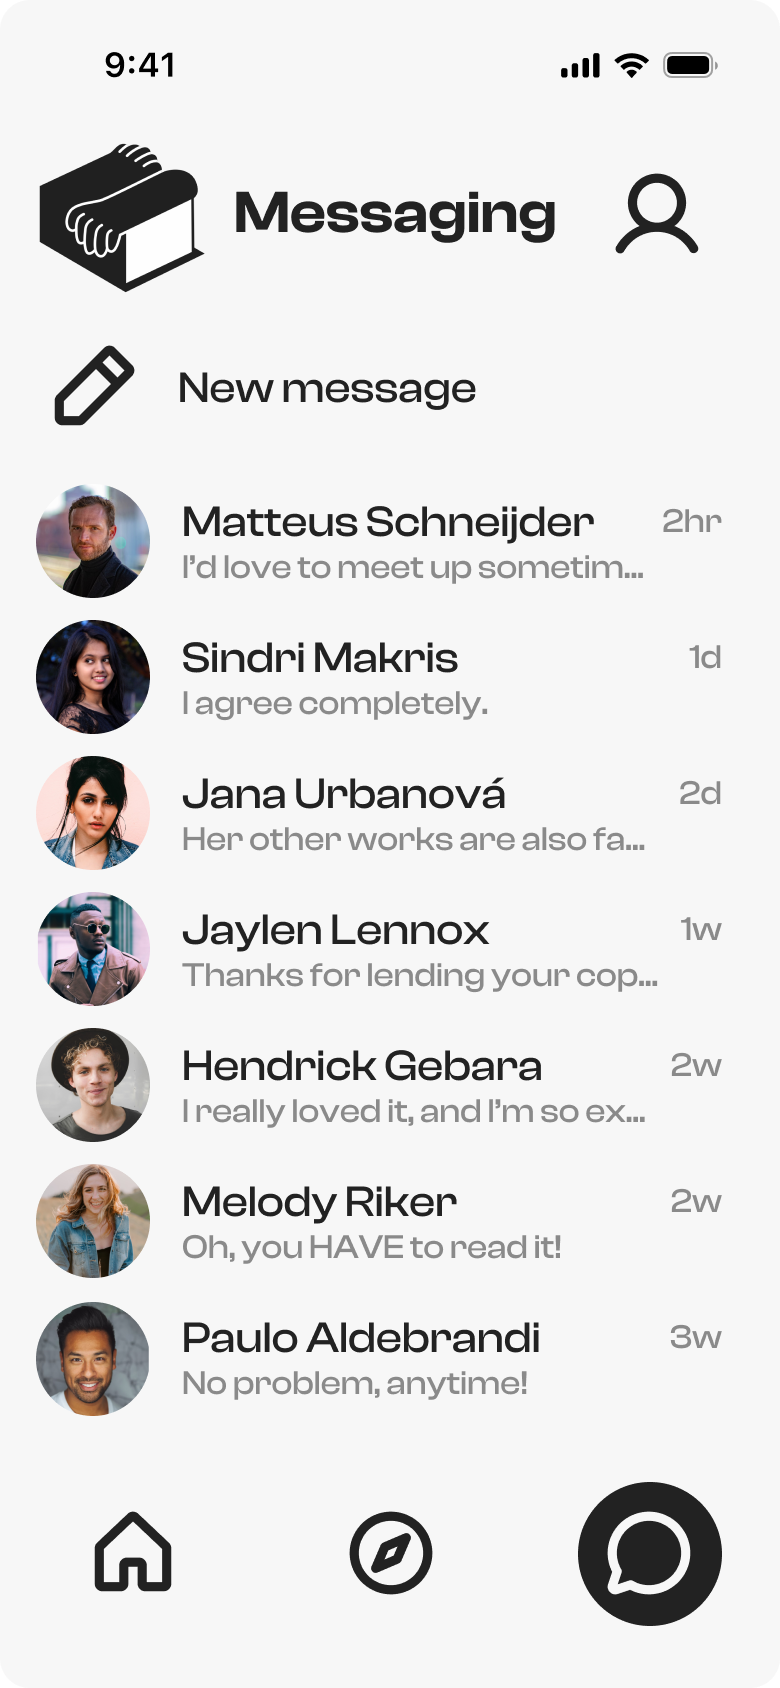 9:41
Messaging
New message
Matteus Schneijder 2hr
I’d love to meet up sometim...
Sindri Makris 1d
I agree completely.
Jana Urbanová 2d
Her other works are also fa...
Jaylen Lennox 1w
Thanks for lending your cop...
Hendrick Gebara 2w
I really loved it, and I’m so ex...
Melody Riker 2w
Oh, you HAVE to read it!
Paulo Aldebrandi 3w
No problem, anytime!